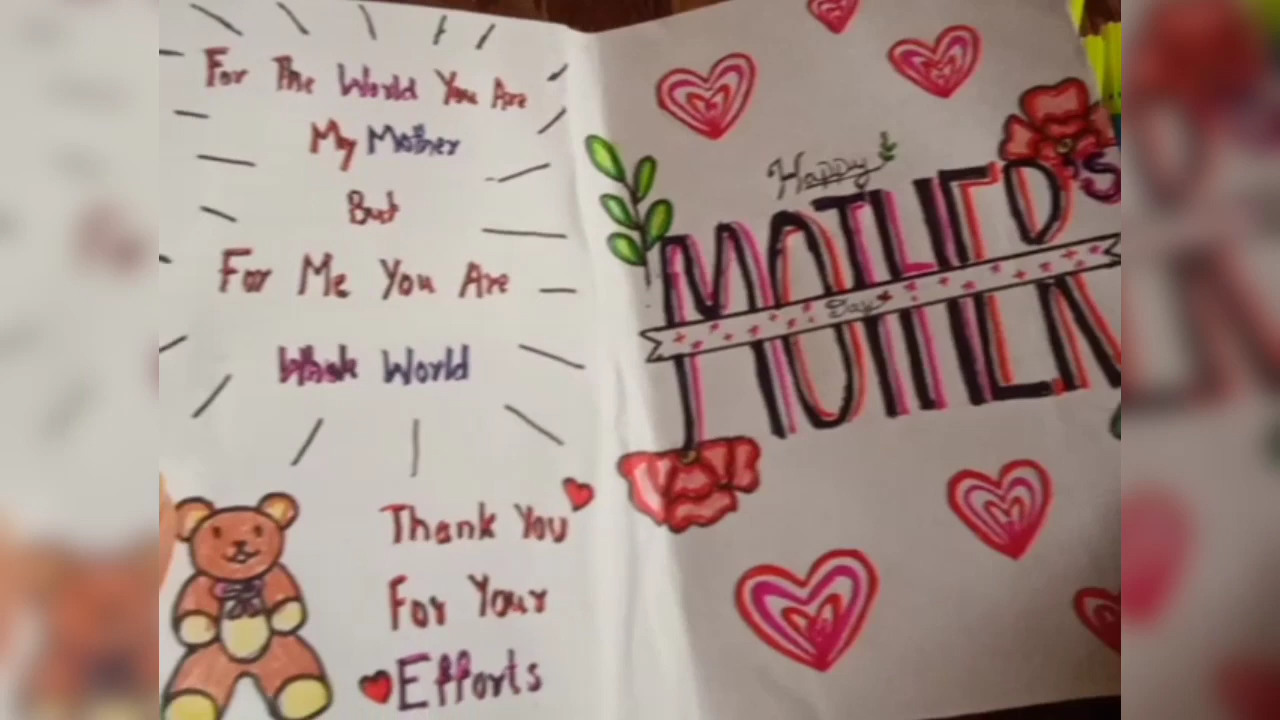 For The World You Are
My Mother
But
For Me You Are
Whole World
Thank You
For Your
Efforts
Happy
MOTHER'S
Day